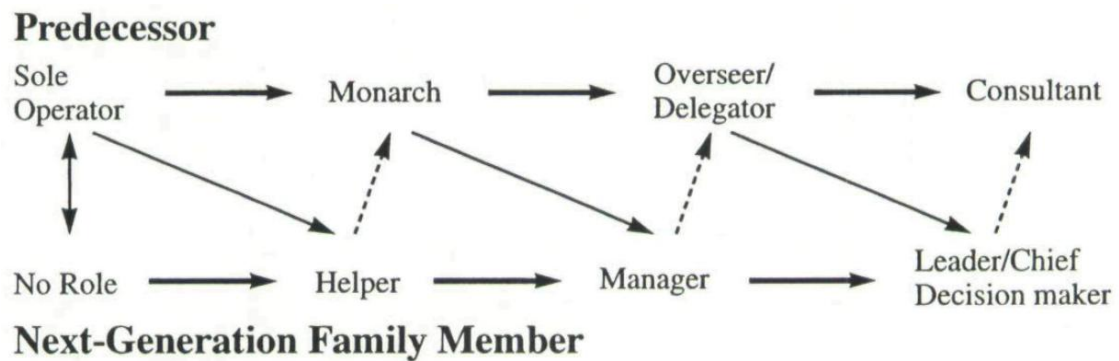 Predecessor
Sole
Operator
Monarch
Overseer/
Delegator
Consultant
No Role
Helper
Manager
Leader/Chief
Decision maker
Next-Generation Family Member